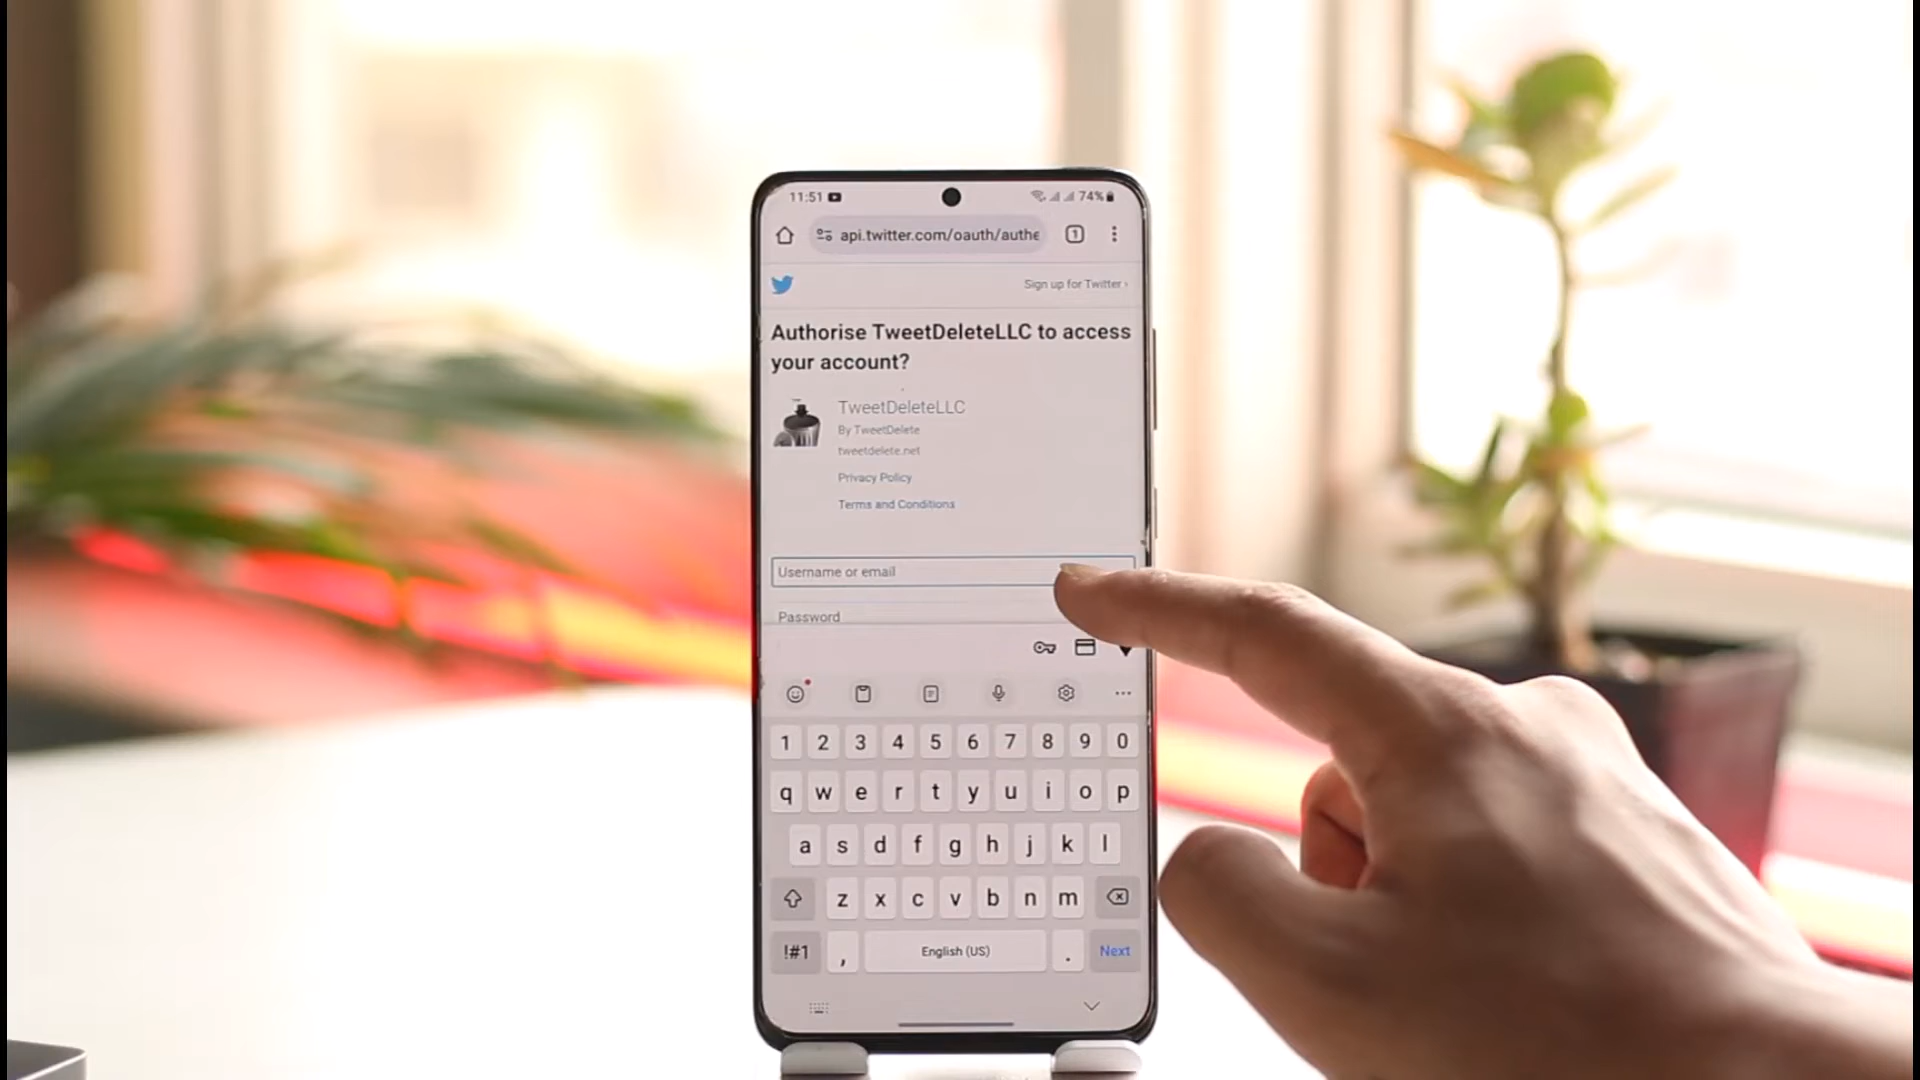 11:51 74%
api.twitter.com/oauth/authe 1
Sign up for Twitter ›
Authorise TweetDeleteLLC to access
your account?
TweetDeleteLLC
By TweetDelete
tweetdelete.net
Privacy Policy
Terms and Conditions
Username or email
Password
1 2 3 4 5 6 7 8 9 0
q w e r t y u i o p
a s d f g h j k l
z x c v b n m
!#1 , English (US) . Next